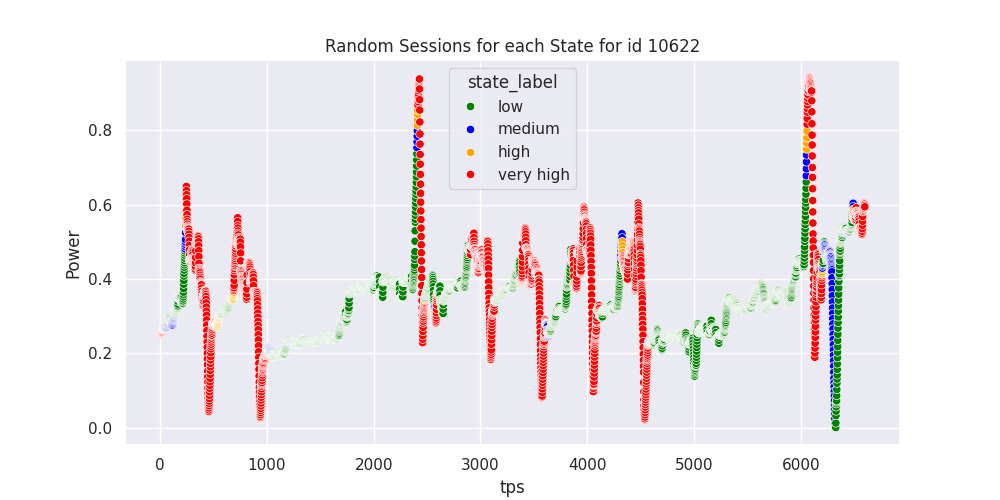 Random Sessions for each State for id 10622
state_label
low
medium
high
very high
Power
0.8
0.6
0.4
0.2
0.0
0 1000 2000 3000 4000 5000 6000
tps